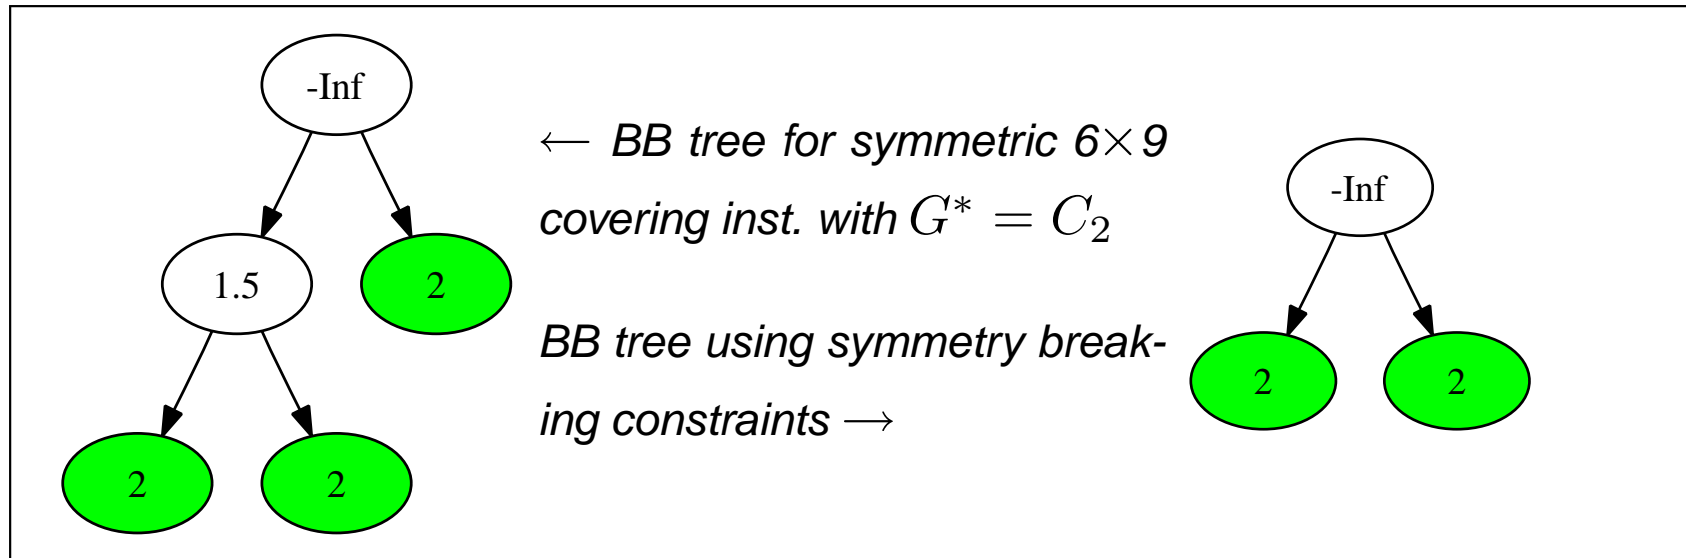 -Inf
1.5
2
2
2
← BB tree for symmetric 6×9
covering inst. with G* = C₂
BB tree using symmetry break-
ing constraints →
-Inf
2
2